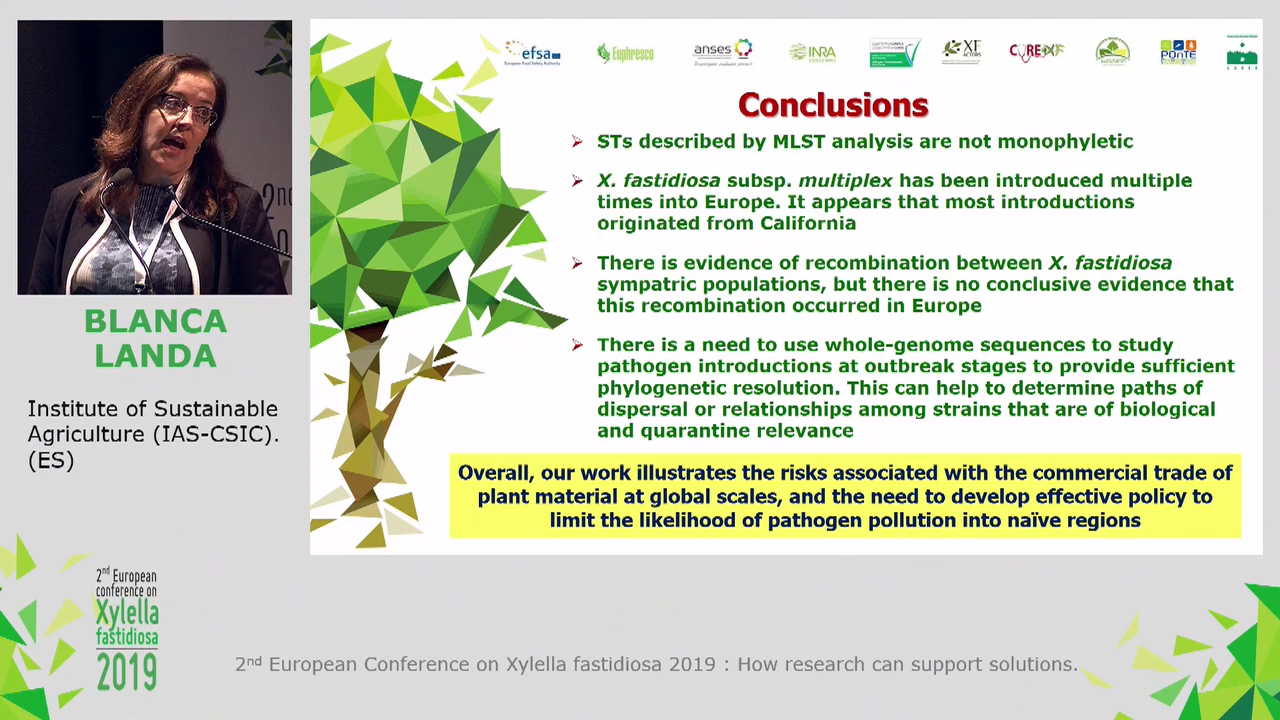 efsa
European Food Safety Authority
Euphresco
anses
INRA
SCIENCE & IMPACT
XF
ACTORS
CURE XF
EuroXanth
PONTE
Conclusions
STs described by MLST analysis are not monophyletic
X. fastidiosa subsp. multiplex has been introduced multiple
times into Europe. It appears that most introductions
originated from California
There is evidence of recombination between X. fastidiosa
sympatric populations, but there is no conclusive evidence that
this recombination occurred in Europe
There is a need to use whole-genome sequences to study
pathogen introductions at outbreak stages to provide sufficient
phylogenetic resolution. This can help to determine paths of
dispersal or relationships among strains that are of biological
and quarantine relevance
Overall, our work illustrates the risks associated with the commercial trade of
plant material at global scales, and the need to develop effective policy to
limit the likelihood of pathogen pollution into naïve regions
BLANCA
LANDA
Institute of Sustainable
Agriculture (IAS-CSIC).
(ES)
2nd European
conference on
Xylella
fastidiosa
2019
2nd European Conference on Xylella fastidiosa 2019 : How research can support solutions.